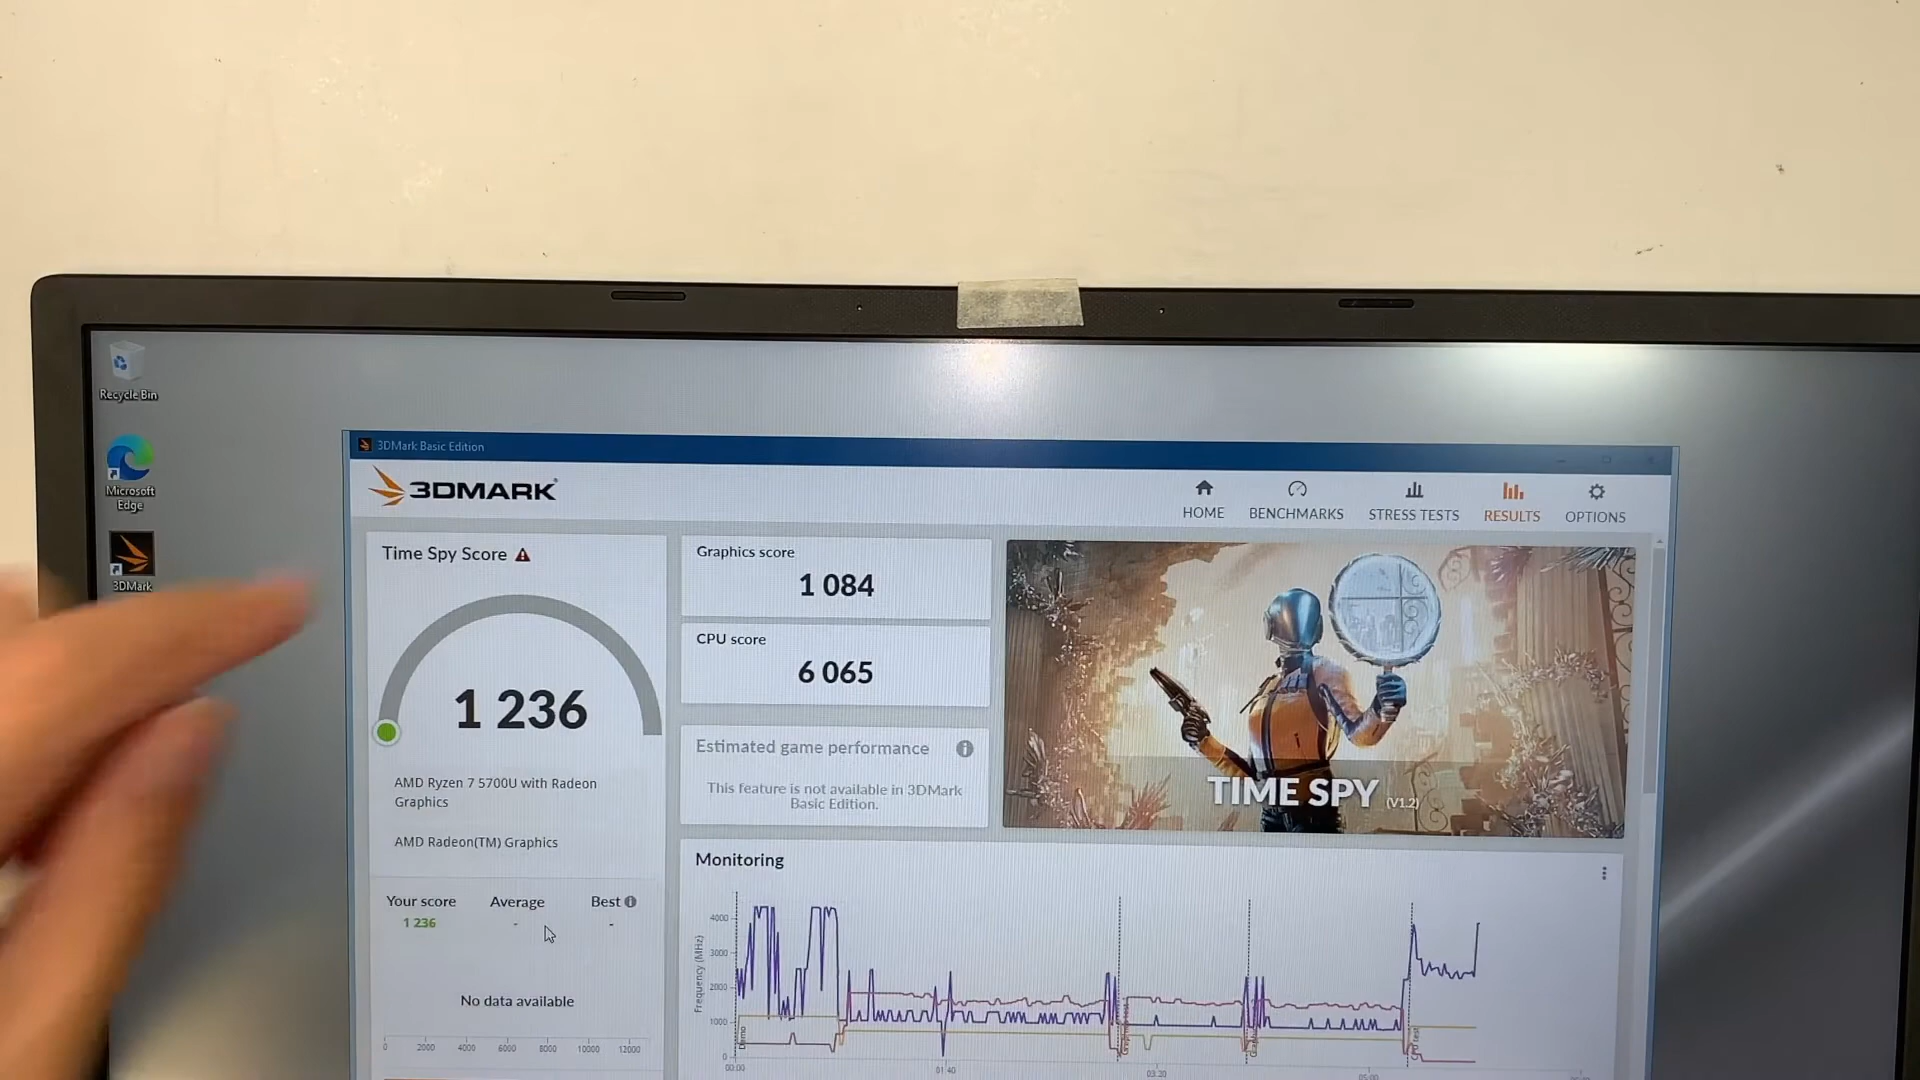 Recycle Bin
Microsoft
Edge
3DMark
3DMark Basic Edition
3DMARK
HOME
BENCHMARKS
STRESS TESTS
RESULTS
OPTIONS
Time Spy Score
1 236
AMD Ryzen 7 5700U with Radeon
Graphics
AMD Radeon(TM) Graphics
Your score
Average
Best
1 236
-
-
No data available
0
2000
4000
6000
8000
10000
12000
Graphics score
1 084
CPU score
6 065
Estimated game performance
This feature is not available in 3DMark
Basic Edition.
TIME SPY (V1.2)
Monitoring
Frequency (MHz)
4000
3000
2000
1000
0
Demo
CPU test
00:00
01:40
03:20
05:00